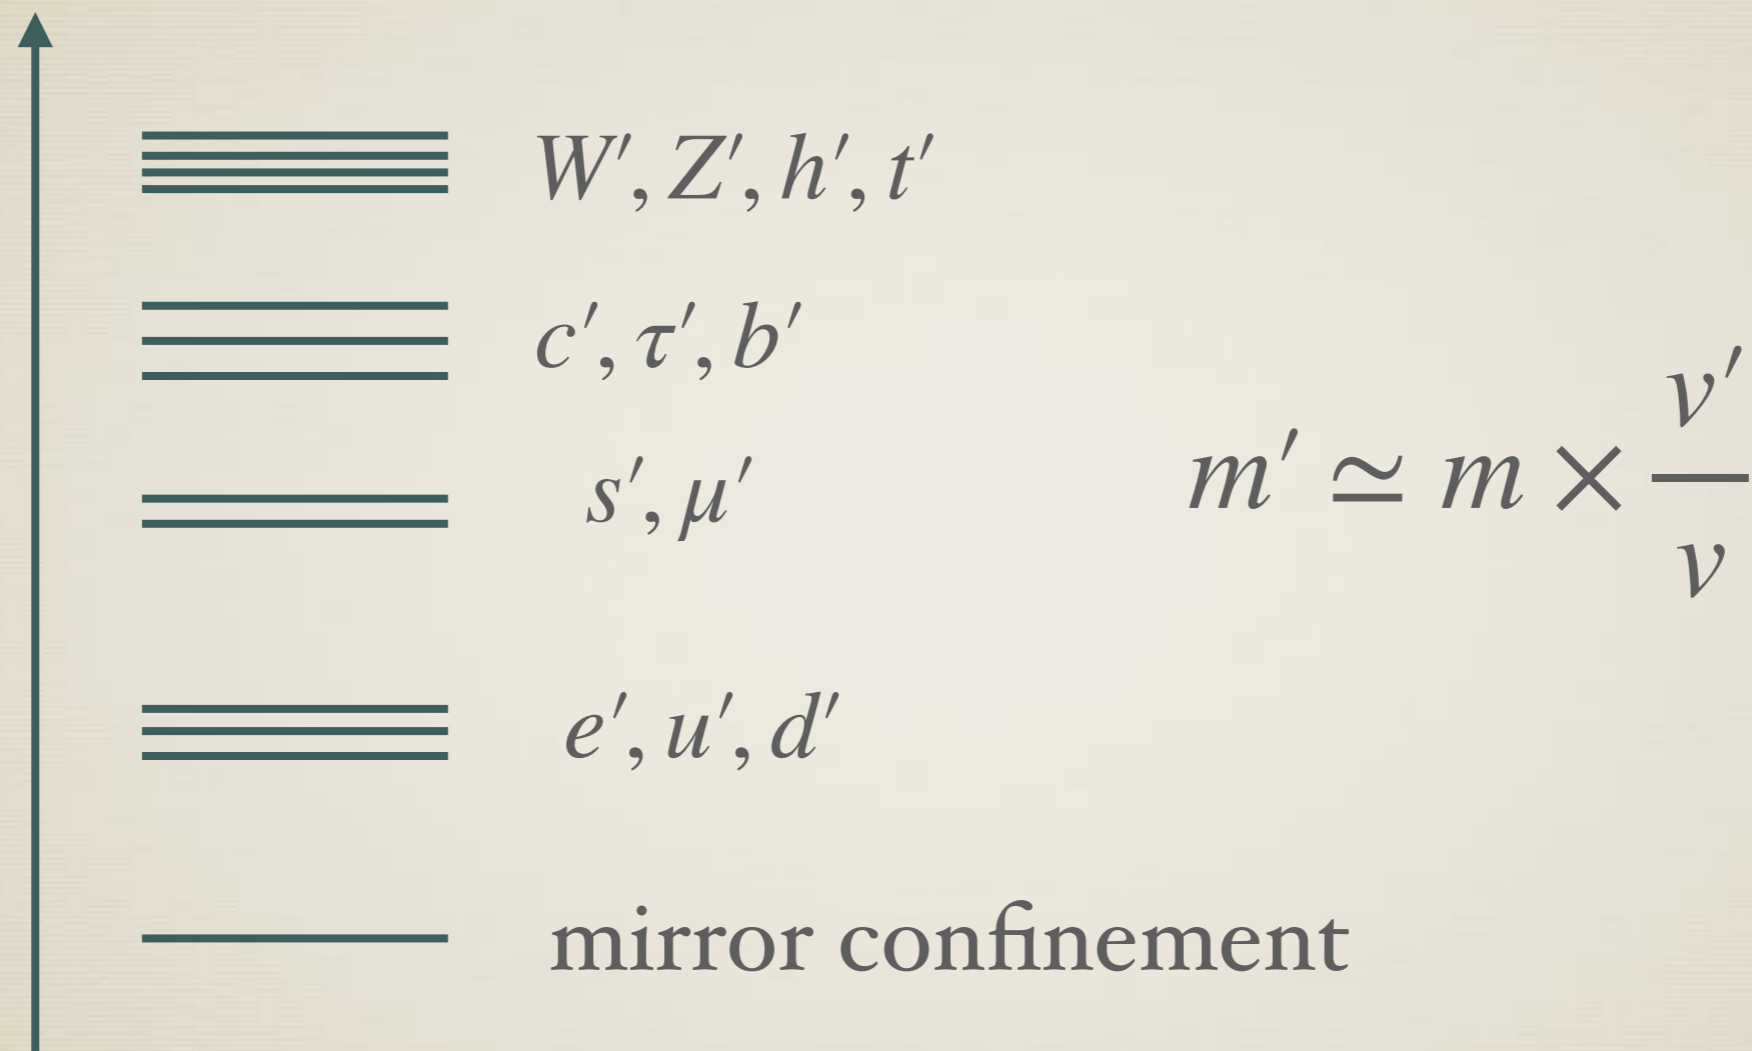 W′, Z′, h′, t′
c′, τ′, b′
s′, μ′
m′ ≃ m × v′/v
e′, u′, d′
mirror confinement